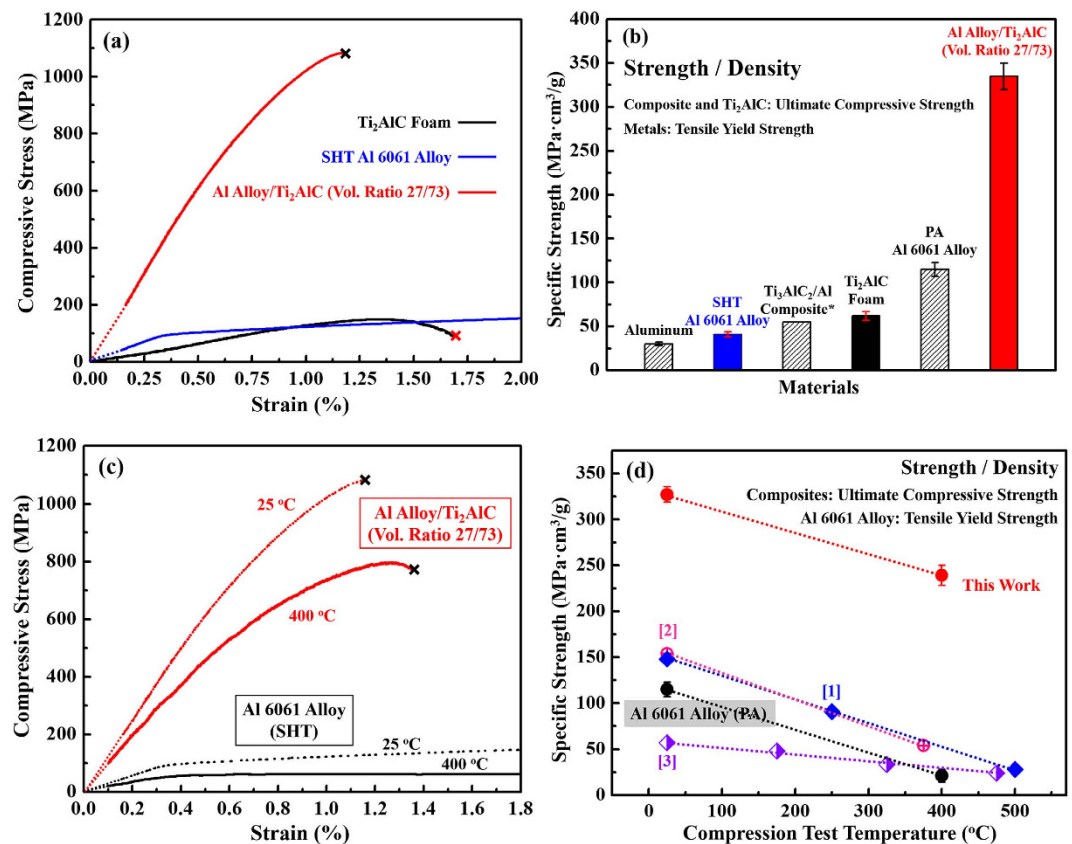 (a)
Compressive Stress (MPa)
1200
1000
800
600
400
200
0
Ti₂AlC Foam
SHT Al 6061 Alloy
Al Alloy/Ti₂AlC (Vol. Ratio 27/73)
0.00 0.25 0.50 0.75 1.00 1.25 1.50 1.75 2.00
Strain (%)
(b)
Al Alloy/Ti₂AlC
(Vol. Ratio 27/73)
Strength / Density
Composite and Ti₂AlC: Ultimate Compressive Strength
Metals: Tensile Yield Strength
Specific Strength (MPa·cm³/g)
400
350
300
250
200
150
100
50
0
Aluminum
SHT
Al 6061 Alloy
Ti₃AlC₂/Al
Composite*
Ti₂AlC
Foam
PA
Al 6061 Alloy
Materials
(c)
Compressive Stress (MPa)
1200
1000
800
600
400
200
0
25 °C
Al Alloy/Ti₂AlC
(Vol. Ratio 27/73)
400 °C
Al 6061 Alloy
(SHT)
25 °C
400 °C
0.0 0.2 0.4 0.6 0.8 1.0 1.2 1.4 1.6 1.8
Strain (%)
(d)
Strength / Density
Composites: Ultimate Compressive Strength
Al 6061 Alloy: Tensile Yield Strength
Specific Strength (MPa·cm³/g)
350
300
250
200
150
100
50
0
This Work
[2]
[1]
Al 6061 Alloy (PA)
[3]
0 100 200 300 400 500
Compression Test Temperature (°C)